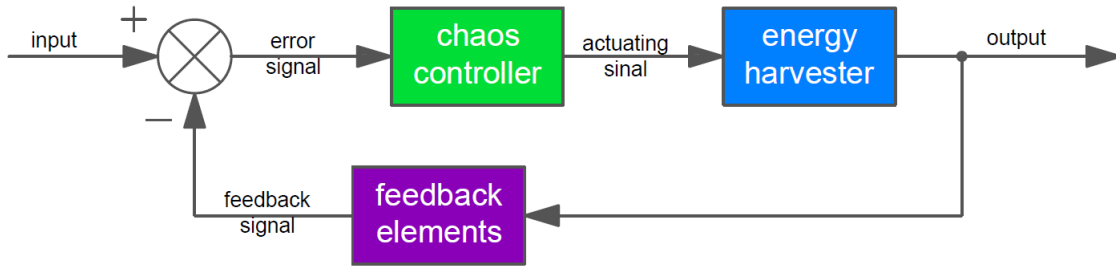 +
input
error
signal
chaos
controller
actuating
sinal
energy
harvester
output
−
feedback
signal
feedback
elements